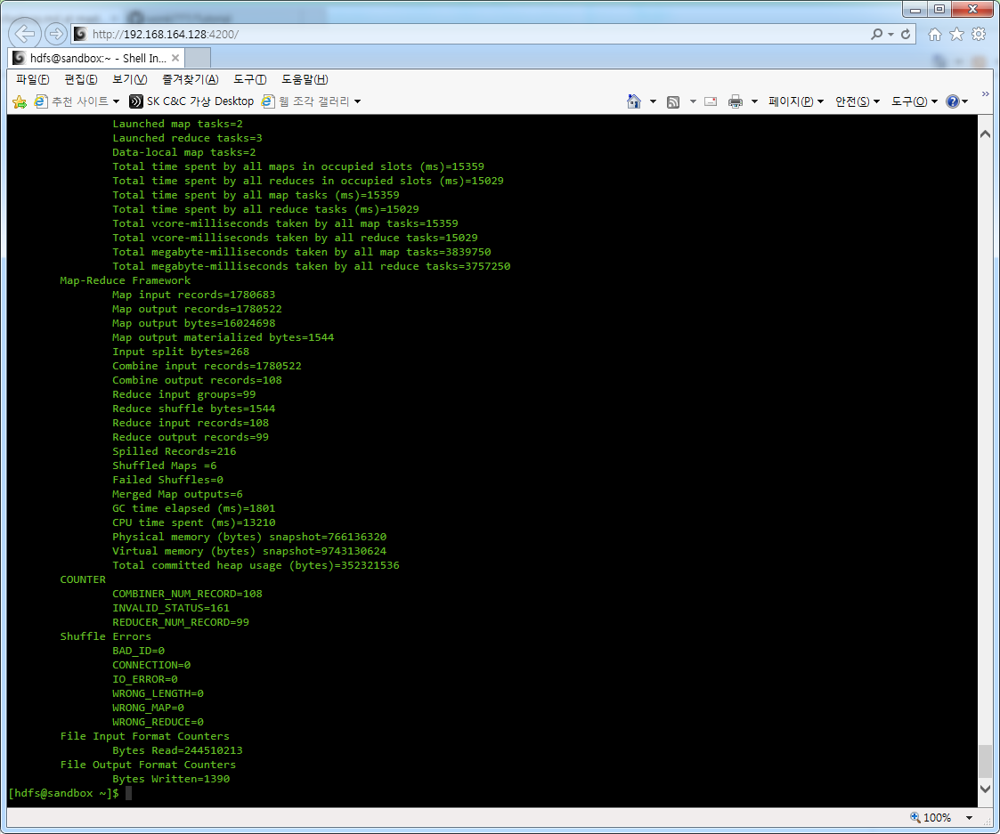 http://192.168.164.128:4200/
hdfs@sandbox:~ - Shell In...
파일(F) 편집(E) 보기(V) 즐겨찾기(A) 도구(T) 도움말(H)
추천 사이트 SK C&C 가상 Desktop 웹 조각 갤러리 페이지(P) 안전(S) 도구(O)
Launched map tasks=2
Launched reduce tasks=3
Data-local map tasks=2
Total time spent by all maps in occupied slots (ms)=15359
Total time spent by all reduces in occupied slots (ms)=15029
Total time spent by all map tasks (ms)=15359
Total time spent by all reduce tasks (ms)=15029
Total vcore-milliseconds taken by all map tasks=15359
Total vcore-milliseconds taken by all reduce tasks=15029
Total megabyte-milliseconds taken by all map tasks=3839750
Total megabyte-milliseconds taken by all reduce tasks=3757250
Map-Reduce Framework
Map input records=1780683
Map output records=1780522
Map output bytes=16024698
Map output materialized bytes=1544
Input split bytes=268
Combine input records=1780522
Combine output records=108
Reduce input groups=99
Reduce shuffle bytes=1544
Reduce input records=108
Reduce output records=99
Spilled Records=216
Shuffled Maps =6
Failed Shuffles=0
Merged Map outputs=6
GC time elapsed (ms)=1801
CPU time spent (ms)=13210
Physical memory (bytes) snapshot=766136320
Virtual memory (bytes) snapshot=9743130624
Total committed heap usage (bytes)=352321536
COUNTER
COMBINER_NUM_RECORD=108
INVALID_STATUS=161
REDUCER_NUM_RECORD=99
Shuffle Errors
BAD_ID=0
CONNECTION=0
IO_ERROR=0
WRONG_LENGTH=0
WRONG_MAP=0
WRONG_REDUCE=0
File Input Format Counters
Bytes Read=244510213
File Output Format Counters
Bytes Written=1390
[hdfs@sandbox ~]$
100%